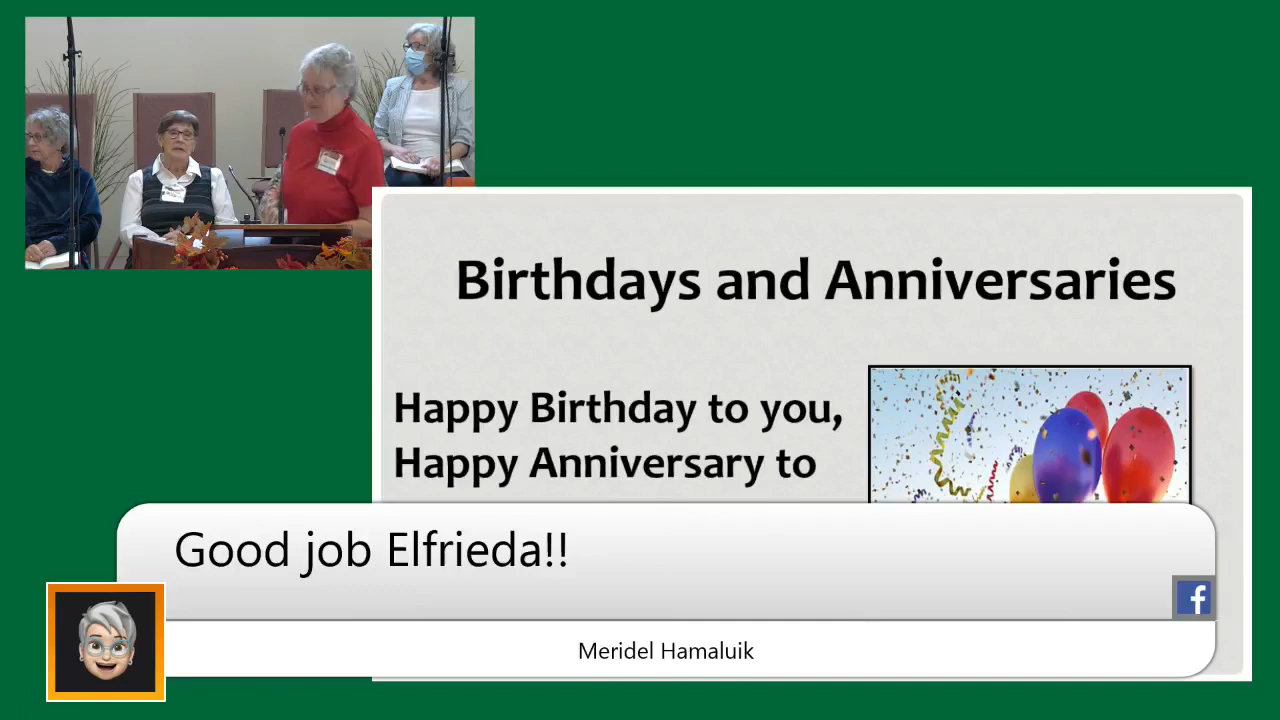 Birthdays and Anniversaries
Happy Birthday to you,
Happy Anniversary to
Good job Elfrieda!!
f
Meridel Hamaluik